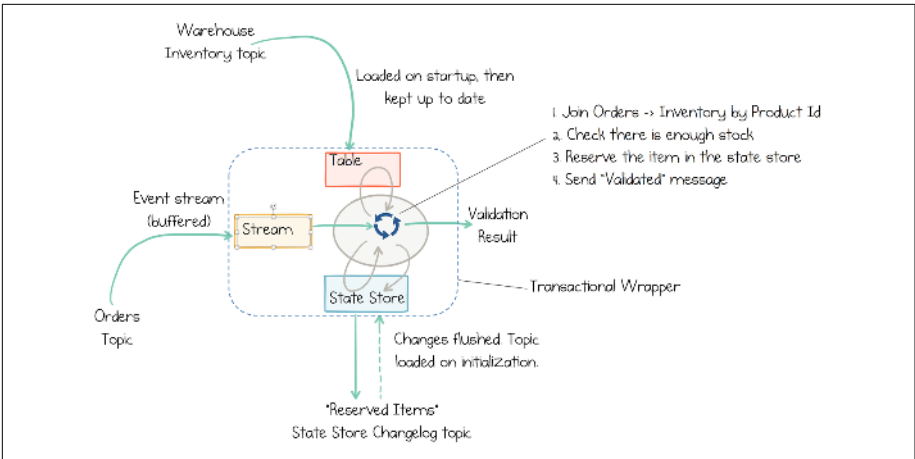 Warehouse
Inventory topic
Loaded on startup, then
kept up to date
1. Join Orders -> Inventory by Product Id
2. Check there is enough stock
3. Reserve the item in the state store
4. Send "Validated" message
Table
Event stream
(buffered)
Stream
Validation
Result
State Store
Transactional Wrapper
Orders
Topic
Changes flushed. Topic
loaded on initialization.
"Reserved Items"
State Store Changelog topic